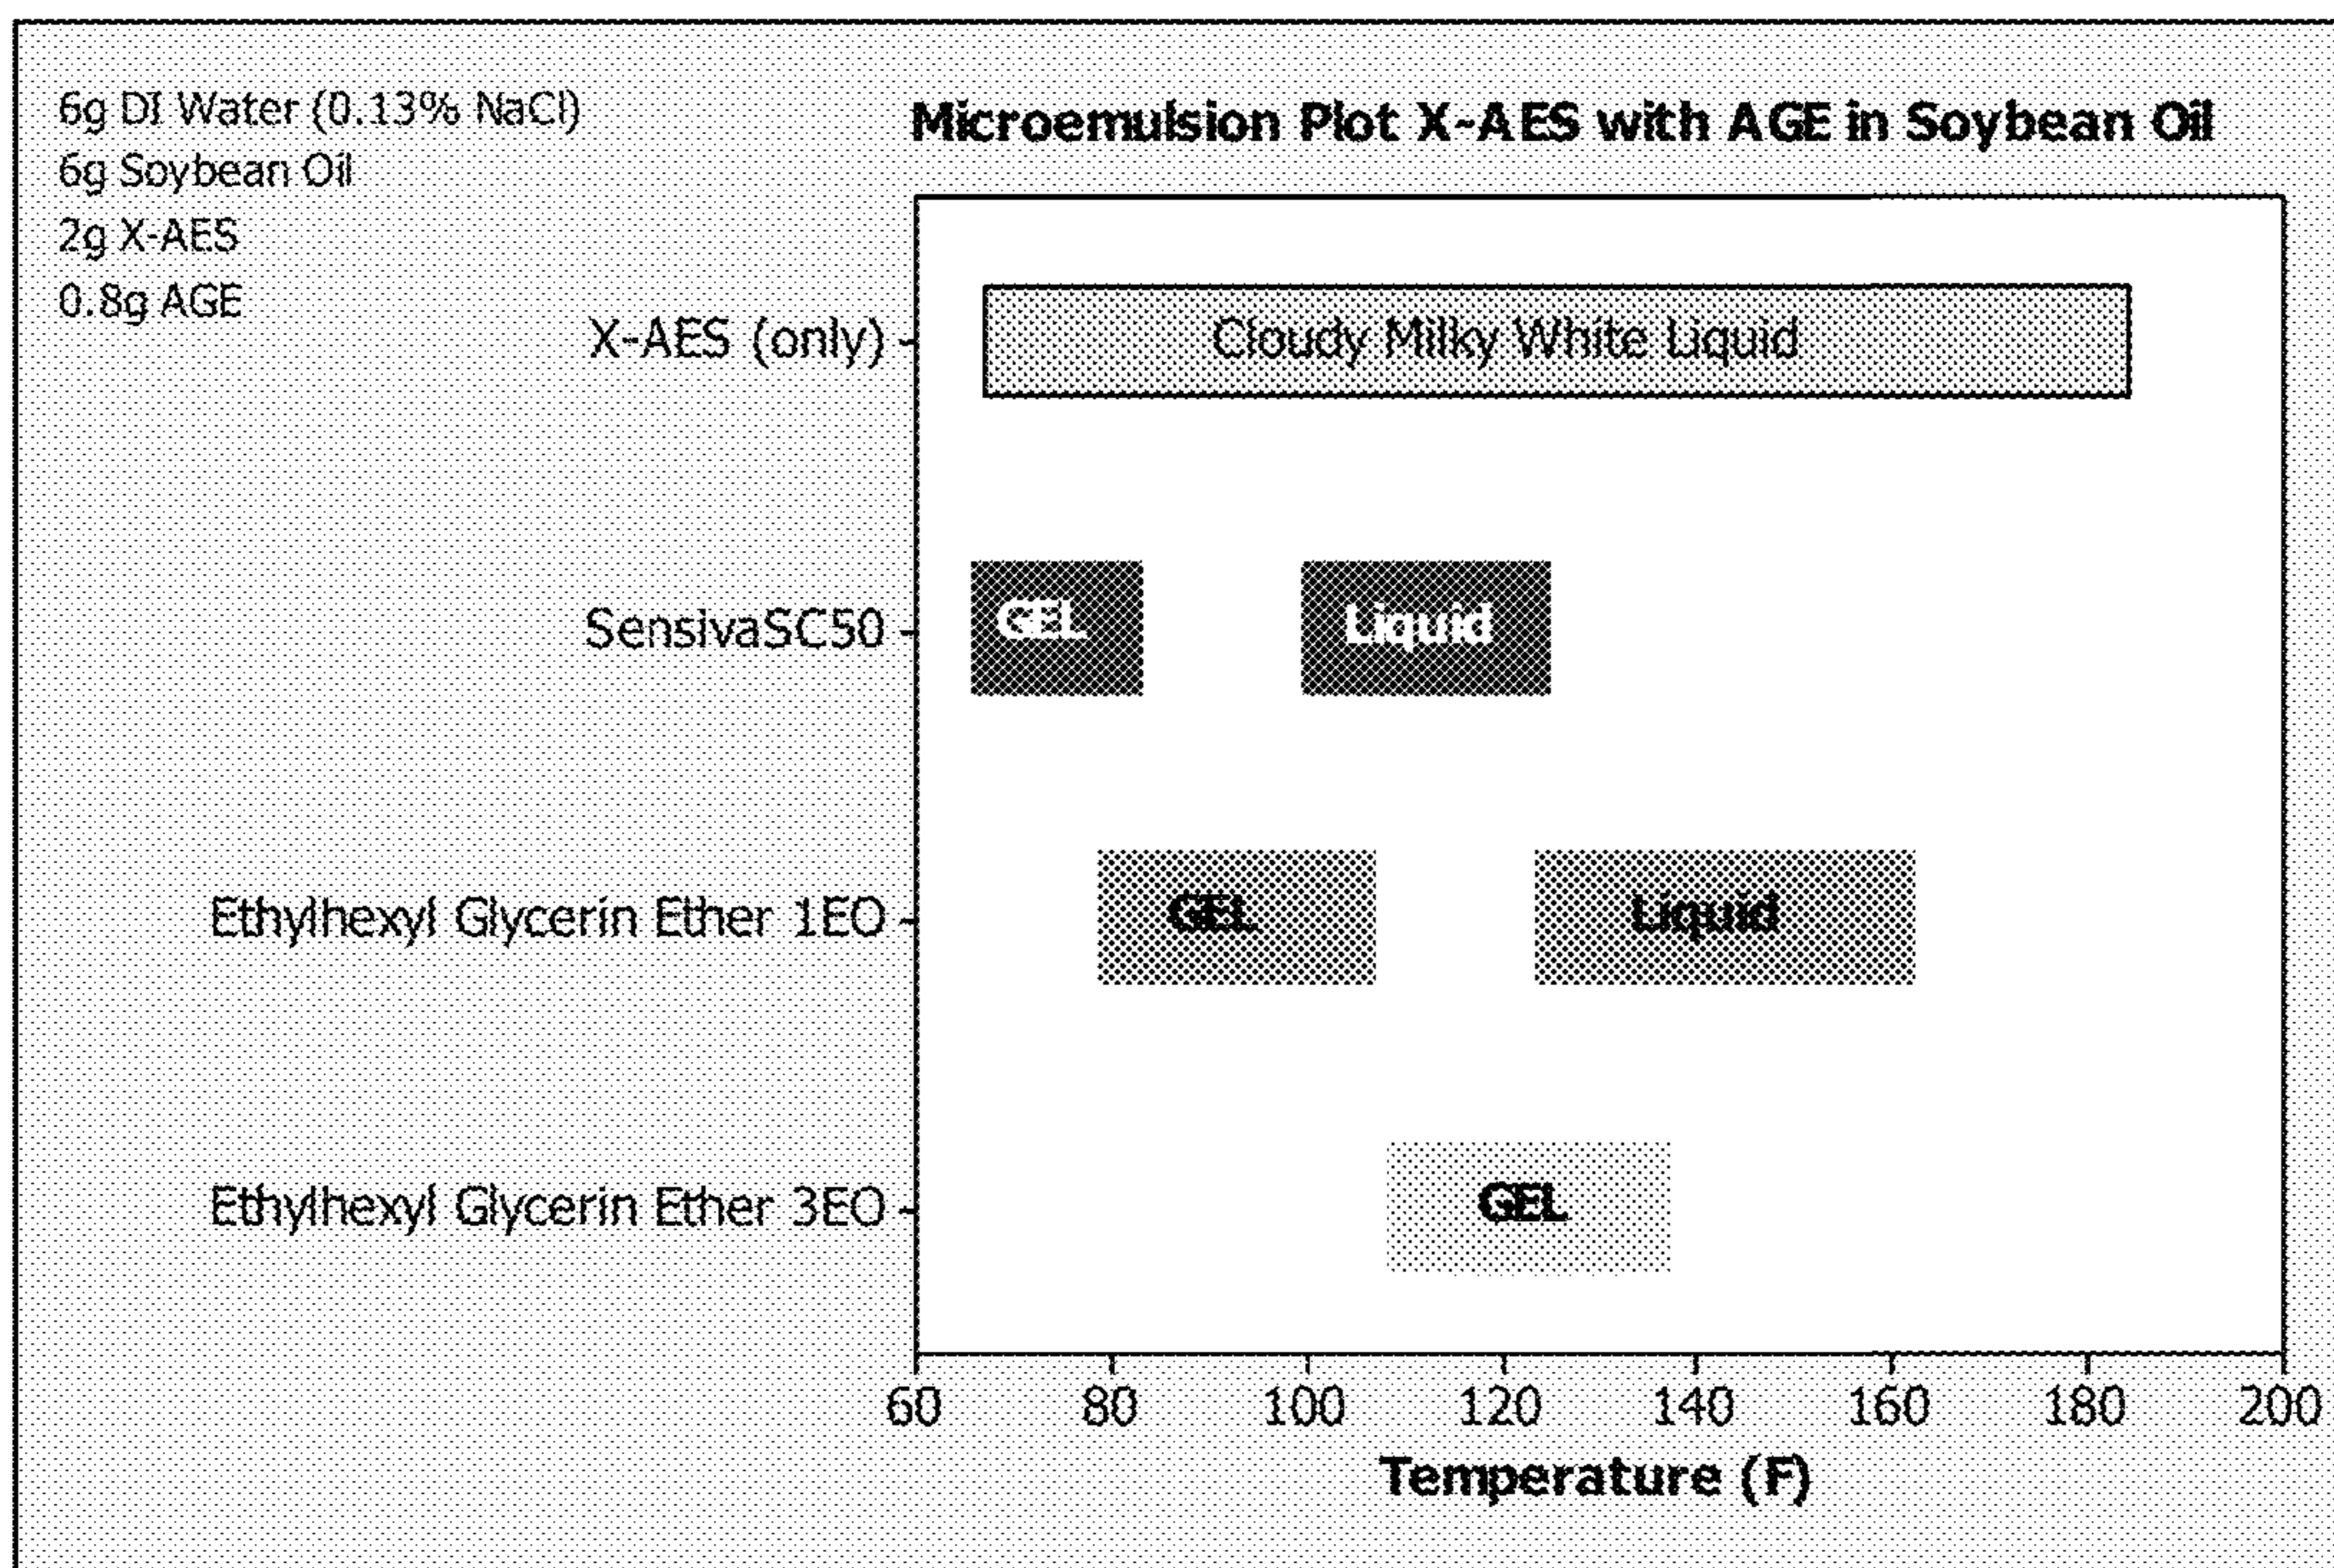 6g DI Water (0.13% NaCl)
6g Soybean Oil
2g X-AES
0.8g AGE
Microemulsion Plot X-AES with AGE in Soybean Oil
X-AES (only)
Cloudy Milky White Liquid
SensivaSC50
GEL
Liquid
Ethylhexyl Glycerin Ether 1EO
GEL
Liquid
Ethylhexyl Glycerin Ether 3EO
GEL
60 80 100 120 140 160 180 200
Temperature (F)